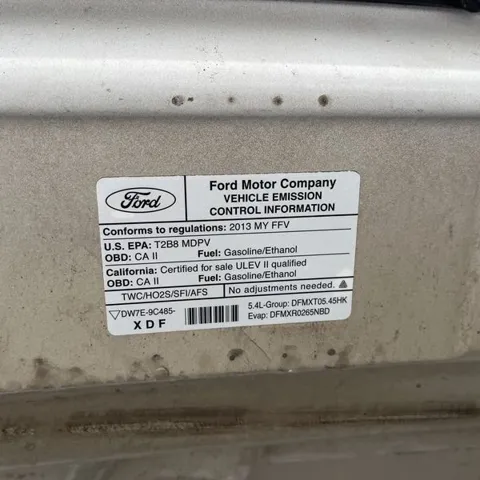 Ford
Ford Motor Company
VEHICLE EMISSION
CONTROL INFORMATION
Conforms to regulations: 2013 MY FFV
U.S. EPA: T2B8 MDPV
OBD: CA II Fuel: Gasoline/Ethanol
California: Certified for sale ULEV II qualified
OBD: CA II Fuel: Gasoline/Ethanol
TWC/HO2S/SFI/AFS No adjustments needed.
DW7E-9C485-
XDF
5.4L-Group: DFMXT05.45HK
Evap: DFMXR0265NBD